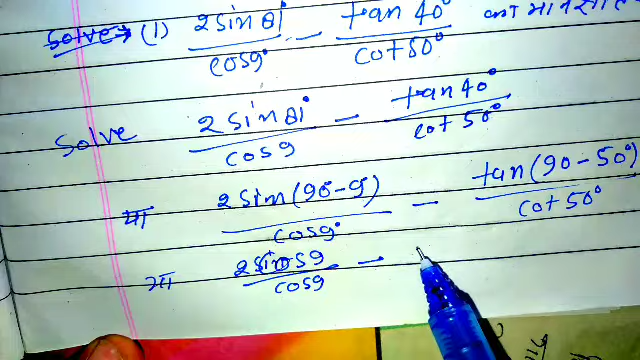 Solve → (1) 2sin81° / cos9° − tan40° / cot50° का मान
Solve 2sin81° / cos9 − tan40° / cot50°
या 2sin(90-9) / cos9° − tan(90-50°) / cot50°
या 2cos9 / cos9 −